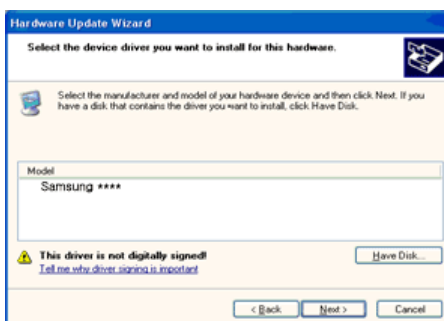 Hardware Update Wizard
Select the device driver you want to install for this hardware.
Select the manufacturer and model of your hardware device and then click Next. If you
have a disk that contains the driver you want to install, click Have Disk.
Model
Samsung ****
This driver is not digitally signed!
Tell me why driver signing is important
Have Disk...
< Back
Next >
Cancel